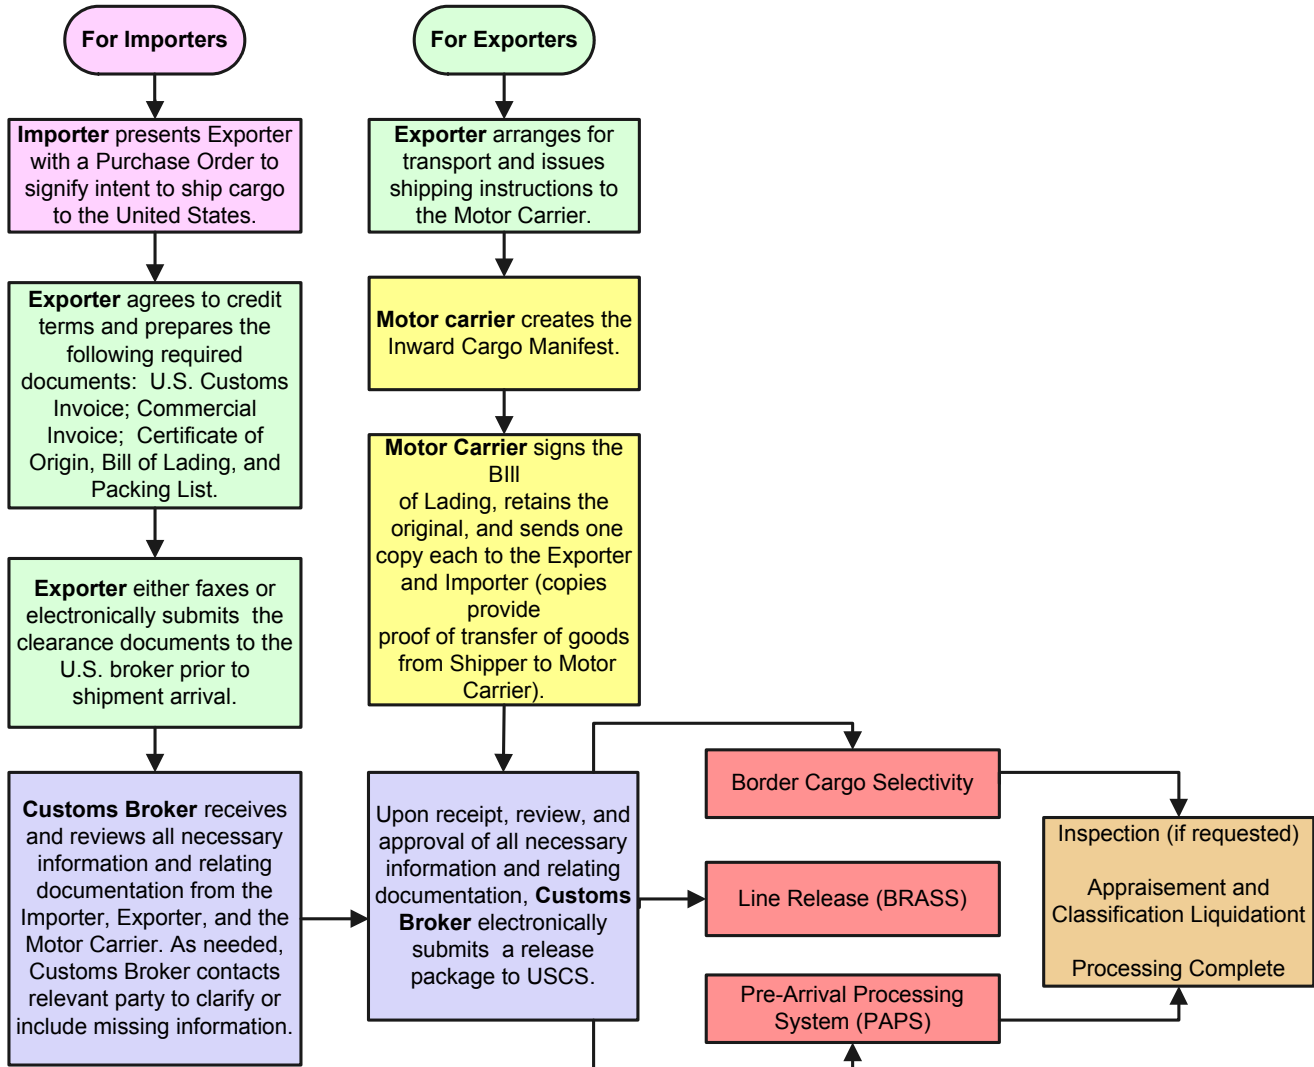 For Importers
Importer presents Exporter
with a Purchase Order to
signify intent to ship cargo
to the United States.
Exporter agrees to credit
terms and prepares the
following required
documents:  U.S. Customs
Invoice; Commercial
Invoice;  Certificate of
Origin, Bill of Lading, and
Packing List.
Exporter either faxes or
electronically submits  the
clearance documents to the
U.S. broker prior to
shipment arrival.
Customs Broker receives
and reviews all necessary
information and relating
documentation from the
Importer, Exporter, and the
Motor Carrier. As needed,
Customs Broker contacts
relevant party to clarify or
include missing information.
For Exporters
Exporter arranges for
transport and issues
shipping instructions to
the Motor Carrier.
Motor carrier creates the
Inward Cargo Manifest.
Motor Carrier signs the
BIll
of Lading, retains the
original, and sends one
copy each to the Exporter
and Importer (copies
provide
proof of transfer of goods
from Shipper to Motor
Carrier).
Upon receipt, review, and
approval of all necessary
information and relating
documentation, Customs
Broker electronically
submits  a release
package to USCS.
Border Cargo Selectivity
Line Release (BRASS)
Pre-Arrival Processing
System (PAPS)
Inspection (if requested)
Appraisement and
Classification Liquidationt
Processing Complete